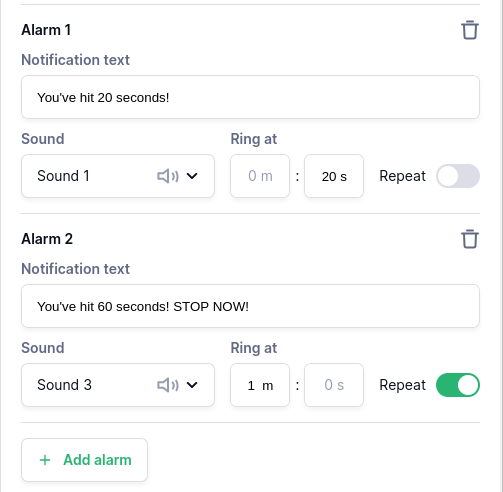 Alarm 1
Notification text
You've hit 20 seconds!
Sound Ring at
Sound 1 0 m : 20 s Repeat
Alarm 2
Notification text
You've hit 60 seconds! STOP NOW!
Sound Ring at
Sound 3 1 m : 0 s Repeat
+ Add alarm